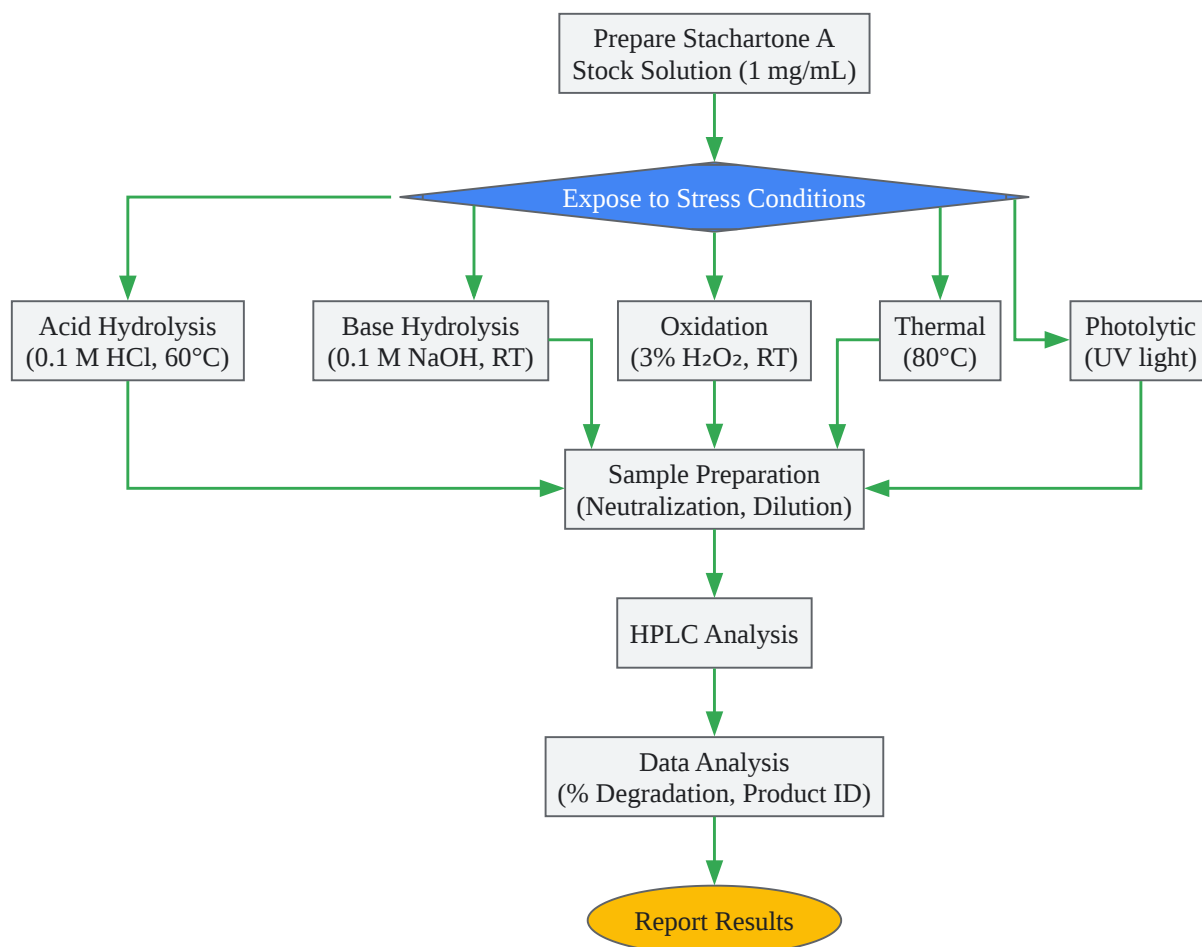 Prepare Stachartone A
Stock Solution (1 mg/mL)
Expose to Stress Conditions
Acid Hydrolysis
(0.1 M HCl, 60°C)
Base Hydrolysis
(0.1 M NaOH, RT)
Oxidation
(3% H₂O₂, RT)
Thermal
(80°C)
Photolytic
(UV light)
Sample Preparation
(Neutralization, Dilution)
HPLC Analysis
Data Analysis
(% Degradation, Product ID)
Report Results